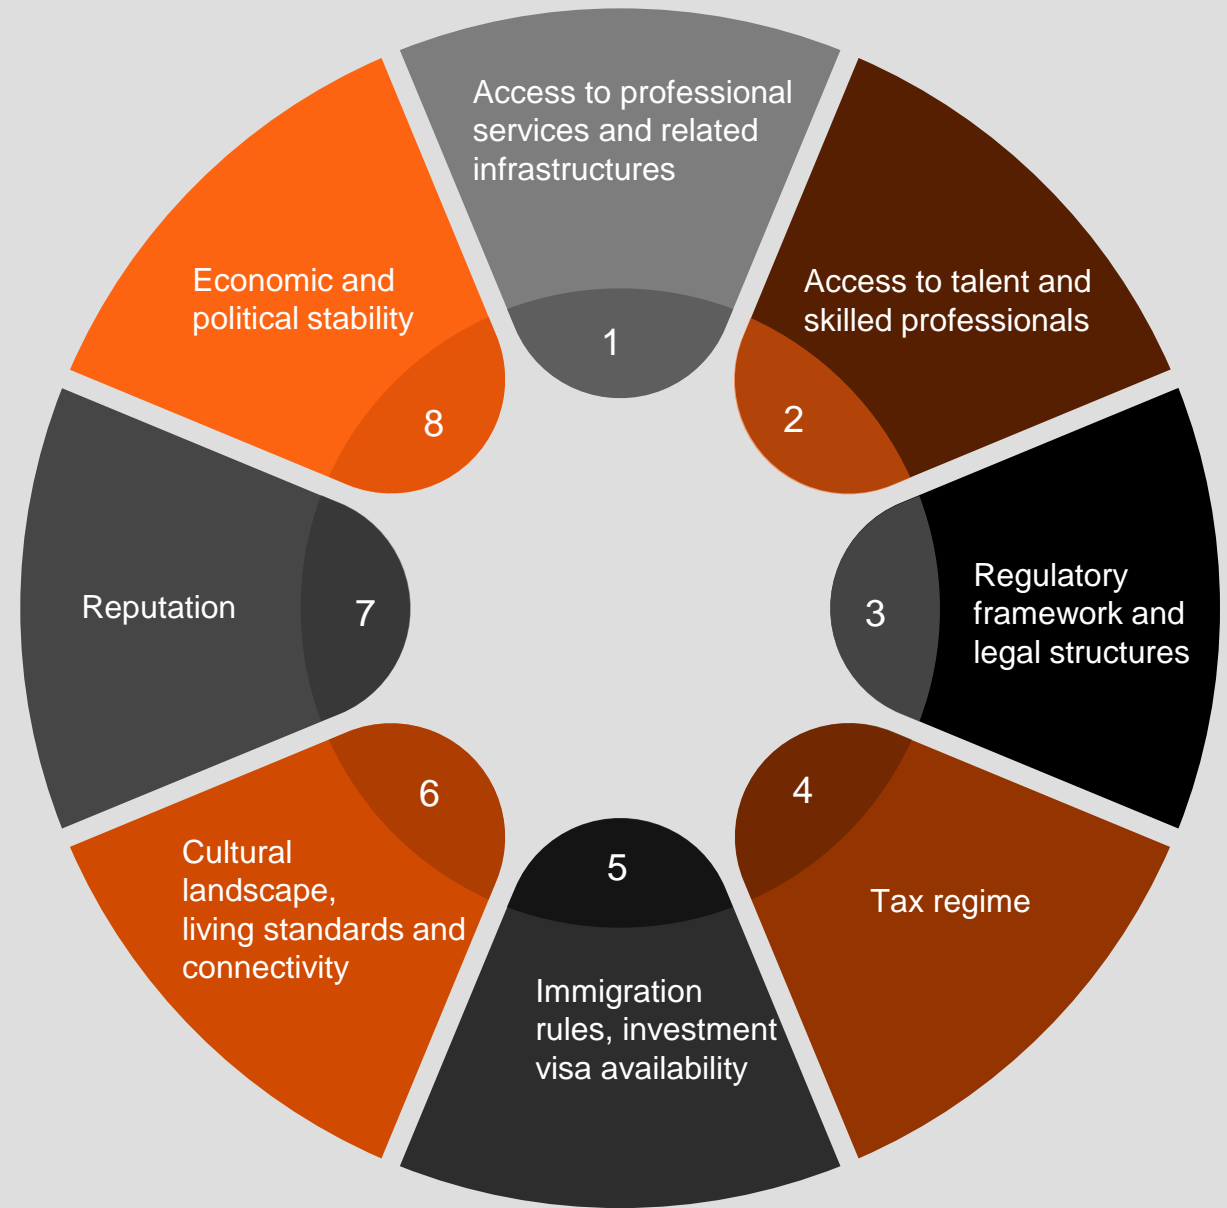 Access to professional
services and related
infrastructures
1
Access to talent and
skilled professionals
2
Regulatory
framework and
legal structures
3
Tax regime
4
Immigration
rules, investment
visa availability
5
Cultural
landscape,
living standards and
connectivity
6
Reputation
7
Economic and
political stability
8